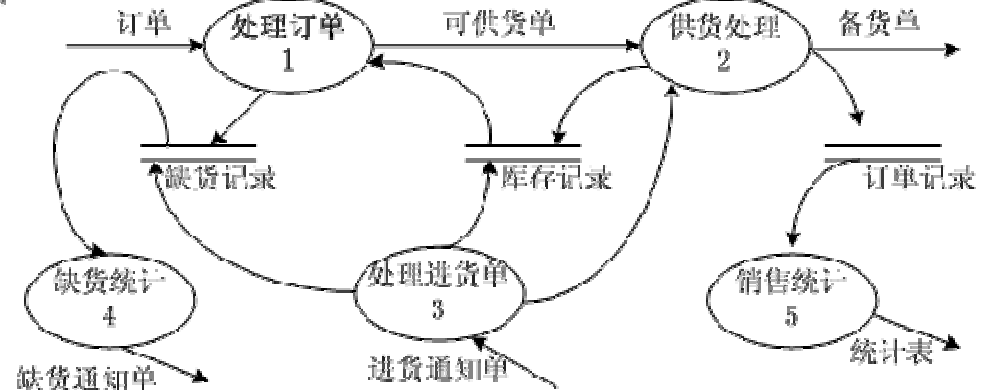 订单
处理订单
1
可供货单
供货处理
2
备货单
缺货记录
库存记录
订单记录
缺货统计
4
处理进货单
3
销售统计
5
缺货通知单
进货通知单
统计表